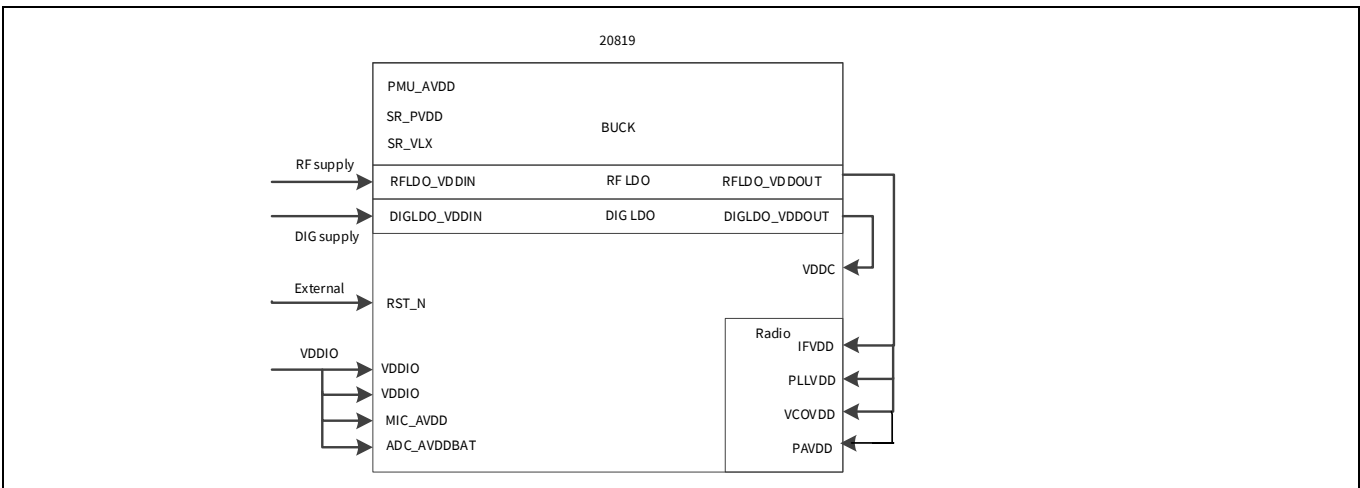 20819
PMU_AVDD
SR_PVDD
BUCK
SR_VLX
RF supply
RFLDO_VDDIN
RF LDO
RFLDO_VDDOUT
DIGLDO_VDDIN
DIG LDO
DIGLDO_VDDOUT
DIG supply
VDDC
External
RST_N
Radio
IFVDD
VDDIO
VDDIO
PLLVDD
VDDIO
VCOVDD
MIC_AVDD
ADC_AVDDBAT
PAVDD